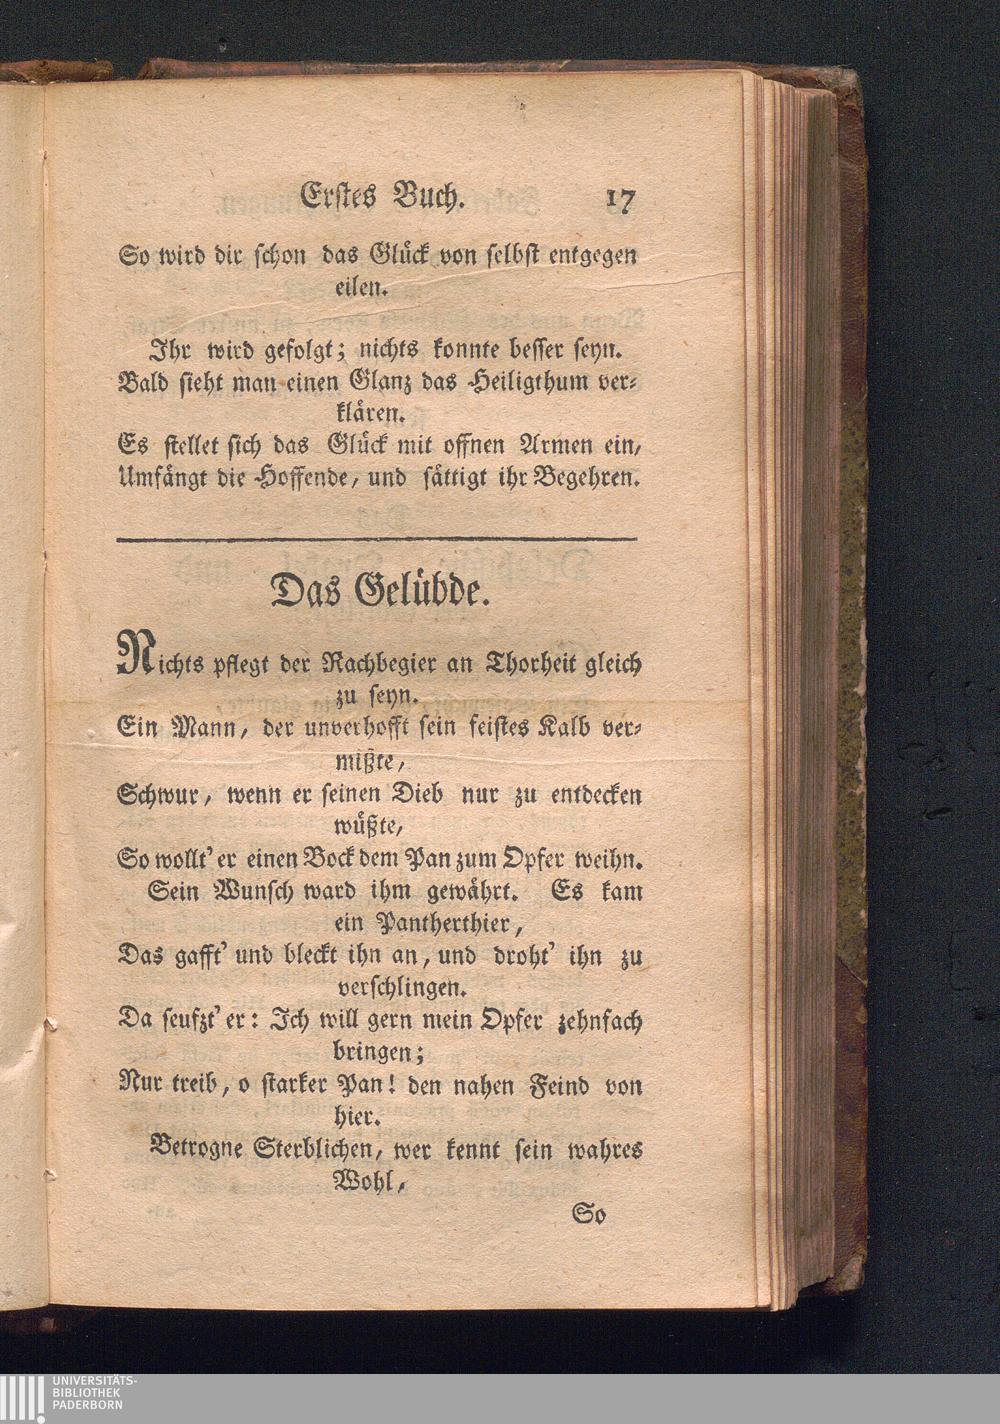 Erstes Buch. 17
So wird dir schon das Glück von selbst entgegen
eilen.
Ihr wird gefolgt; nichts konnte besser seyn.
Bald sieht man einen Glanz das Heiligthum ver-
klären.
Es stellet sich das Glück mit offnen Armen ein,
Umfängt die Hoffende, und sättigt ihr Begehren.
Das Gelübde.
Nichts pflegt der Rachbegier an Thorheit gleich
zu seyn.
Ein Mann, der unverhofft sein feistes Kalb ver-
mißte,
Schwur, wenn er seinen Dieb nur zu entdecken
wüßte,
So wollt' er einen Bock dem Pan zum Opfer weihn.
Sein Wunsch ward ihm gewährt. Es kam
ein Pantherthier,
Das gafft' und bleckt ihn an, und droht' ihn zu
verschlingen.
Da seufzt' er: Ich will gern mein Opfer zehnfach
bringen;
Nur treib, o starker Pan! den nahen Feind von
hier.
Betrogne Sterblichen, wer kennt sein wahres
Wohl,
So
UNIVERSITÄTS-
BIBLIOTHEK
PADERBORN